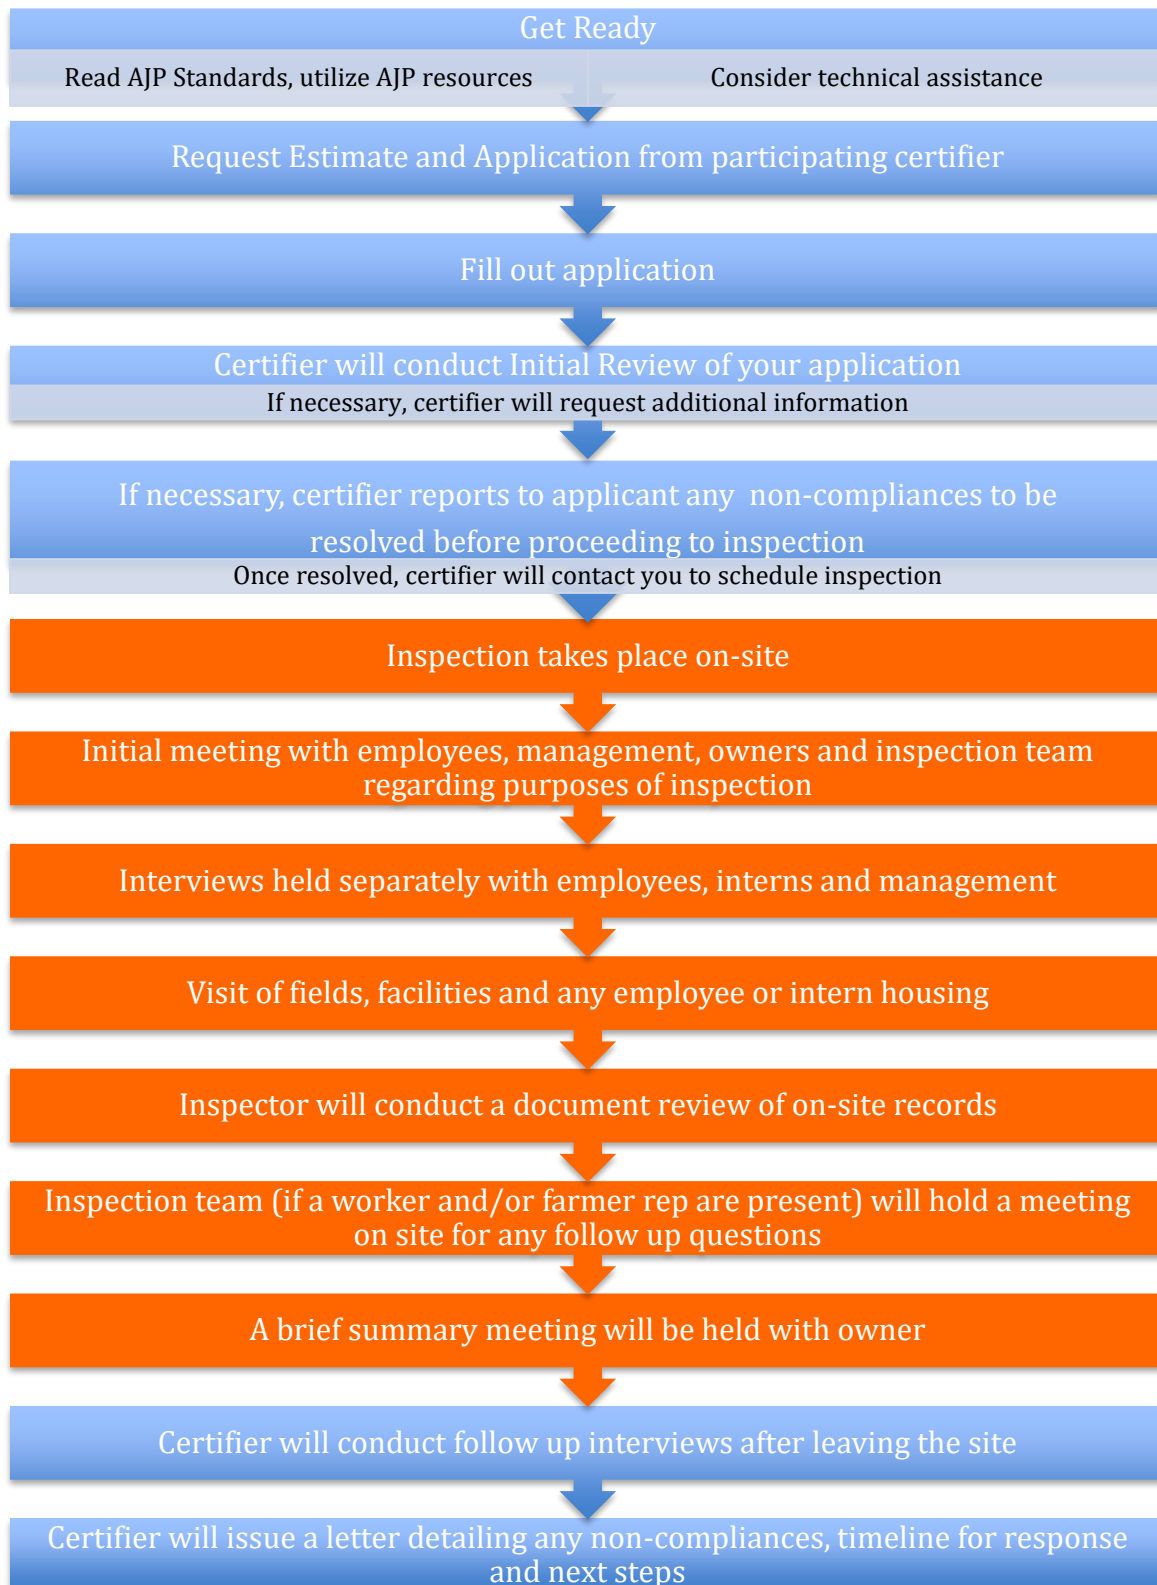 Get Ready
Read AJP Standards, utilize AJP resources
Consider technical assistance
Request Estimate and Application from participating certifier
Fill out application
Certifier will conduct Initial Review of your application
If necessary, certifier will request additional information
If necessary, certifier reports to applicant any  non-compliances to be
resolved before proceeding to inspection
Once resolved, certifier will contact you to schedule inspection
Inspection takes place on-site
Initial meeting with employees, management, owners and inspection team
regarding purposes of inspection
Interviews held separately with employees, interns and management
Visit of fields, facilities and any employee or intern housing
Inspector will conduct a document review of on-site records
Inspection team (if a worker and/or farmer rep are present) will hold a meeting
on site for any follow up questions
A brief summary meeting will be held with owner
Certifier will conduct follow up interviews after leaving the site
Certifier will issue a letter detailing any non-compliances, timeline for response
and next steps